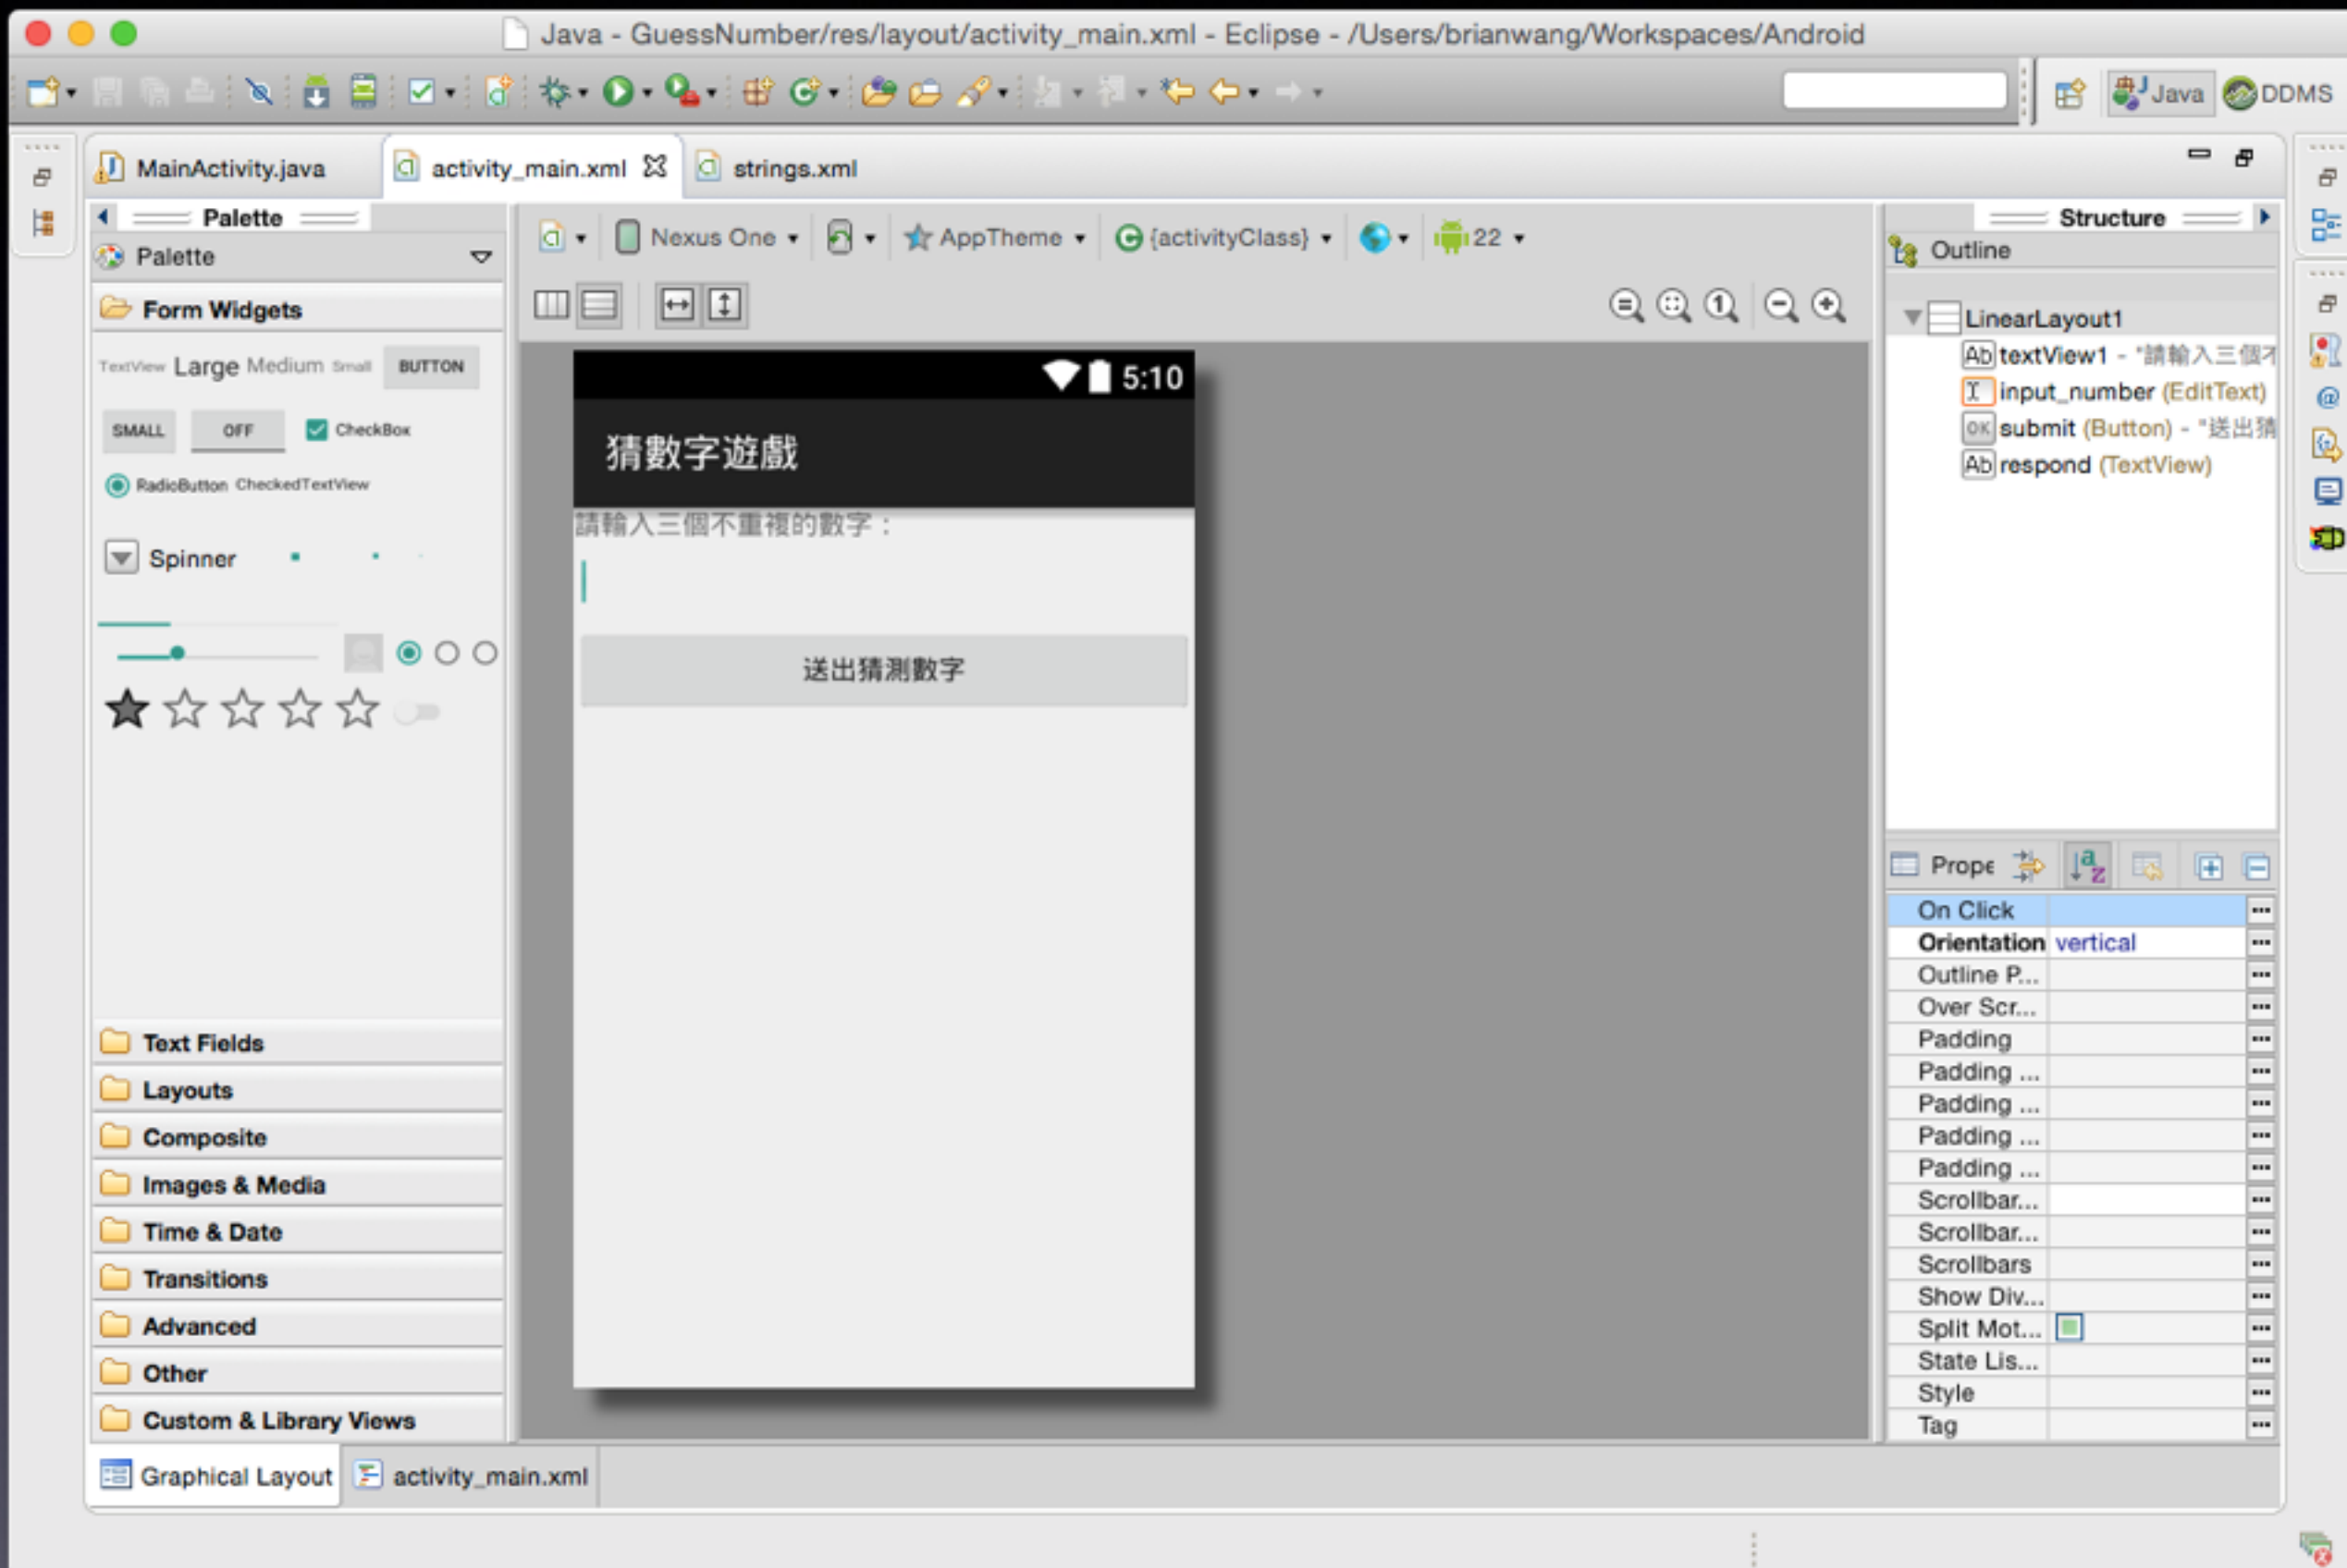 Java - GuessNumber/res/layout/activity_main.xml - Eclipse - /Users/brianwang/Workspaces/Android
Java DDMS
MainActivity.java activity_main.xml strings.xml
Palette
Palette
Form Widgets
TextView Large Medium Small BUTTON
SMALL OFF CheckBox
RadioButton CheckedTextView
Spinner
Text Fields
Layouts
Composite
Images & Media
Time & Date
Transitions
Advanced
Other
Custom & Library Views
Graphical Layout activity_main.xml
Nexus One AppTheme {activityClass} 22
5:10
猜數字遊戲
請輸入三個不重複的數字：
送出猜測數字
Structure
Outline
LinearLayout1
Ab textView1 - "請輸入三個不
input_number (EditText)
OK submit (Button) - "送出猜
Ab respond (TextView)
Prope
On Click
Orientation vertical
Outline P...
Over Scr...
Padding
Padding ...
Padding ...
Padding ...
Padding ...
Scrollbar...
Scrollbar...
Scrollbars
Show Div...
Split Mot...
State Lis...
Style
Tag